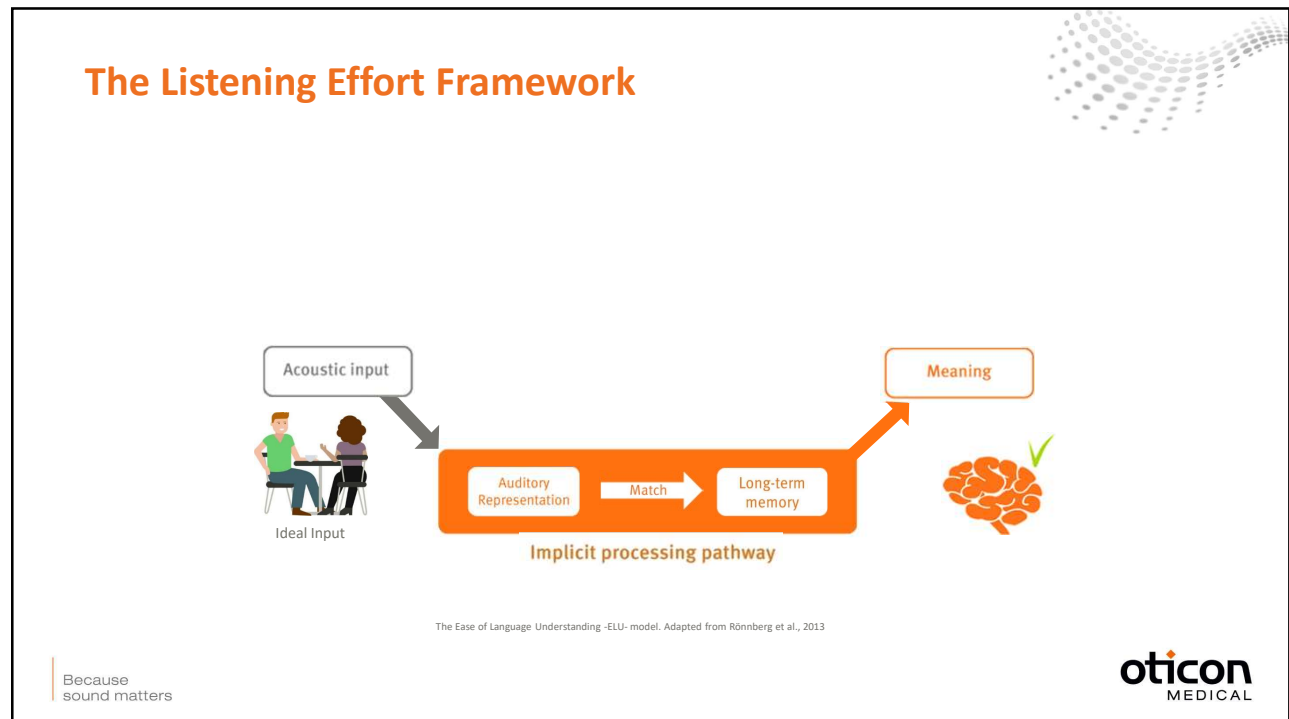 The Listening Effort Framework
Acoustic input
Meaning
Auditory
Representation
Match
Long-term
memory
Ideal Input
Implicit processing pathway
The Ease of Language Understanding -ELU- model. Adapted from Rönnberg et al., 2013
Because
sound matters
oticon
MEDICAL